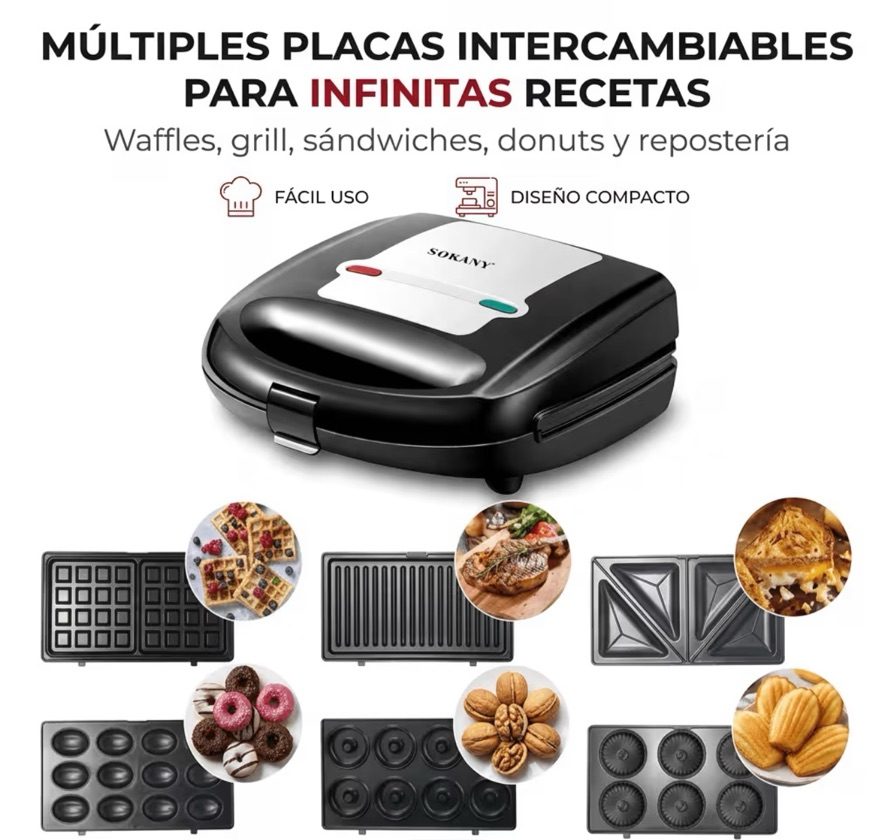 MÚLTIPLES PLACAS INTERCAMBIABLES
PARA INFINITAS RECETAS
Waffles, grill, sándwiches, donuts y repostería
FÁCIL USO
DISEÑO COMPACTO
SOKANY